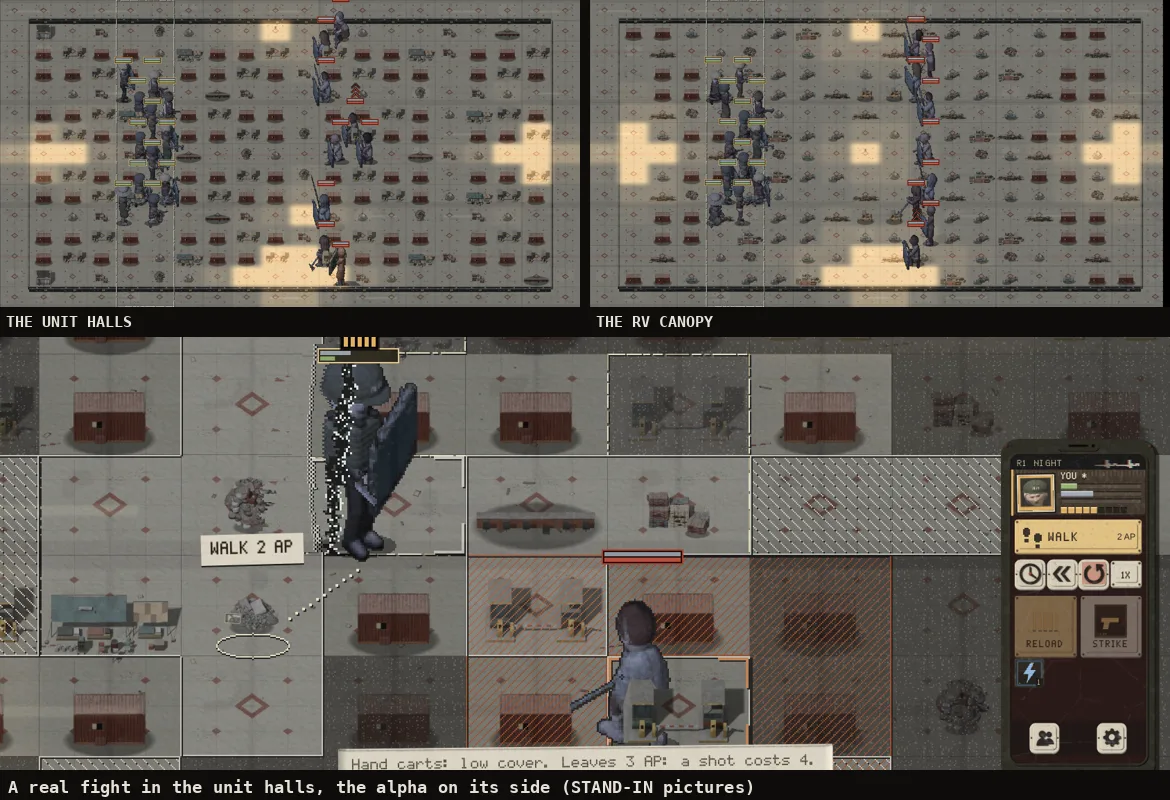 THE UNIT HALLS
THE RV CANOPY
R1 NIGHT
YOU *
WALK 2 AP
WALK 2AP
1X
RELOAD STRIKE
Hand carts: low cover. Leaves 3 AP: a shot costs 4.
A real fight in the unit halls, the alpha on its side (STAND-IN pictures)